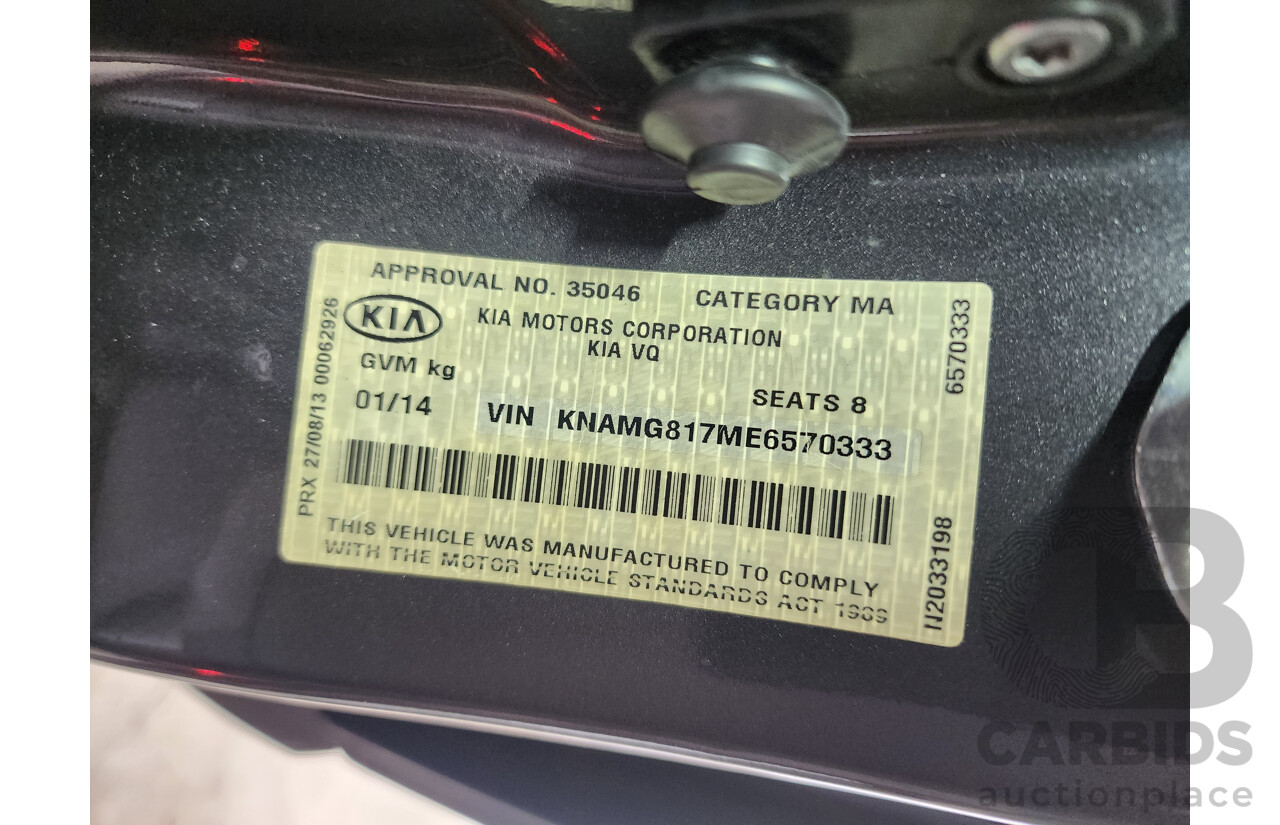 APPROVAL NO. 35046 CATEGORY MA
KIA KIA MOTORS CORPORATION
KIA VQ
GVM kg
SEATS 8
01/14 VIN KNAMG817ME6570333
THIS VEHICLE WAS MANUFACTURED TO COMPLY
WITH THE MOTOR VEHICLE STANDARDS ACT 1989
PRX 27/08/13 00062926
6570333
N2033198
CB
CARBIDS
auctionplace